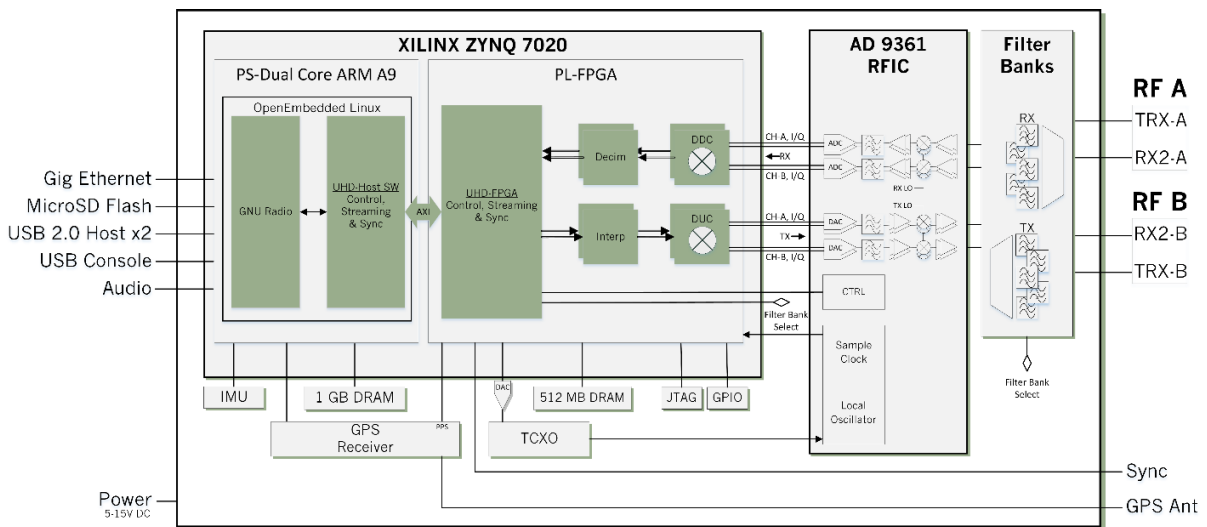 XILINX ZYNQ 7020
PS-Dual Core ARM A9
OpenEmbedded Linux
GNU Radio
UHD-Host SW
Control,
Streaming
& Sync
AXI
PL-FPGA
UHD-FPGA
Control, Streaming
& Sync
Decim
DDC
Interp
DUC
CH-A, I/Q
RX
CH-B, I/Q
CH-A, I/Q
TX
CH-B, I/Q
Filter Bank
Select
AD 9361
RFIC
ADC
ADC
RX LO
TX LO
DAC
DAC
CTRL
Sample
Clock
Local
Oscillator
Filter
Banks
RX
TX
Filter Bank
Select
RF A
TRX-A
RX2-A
RF B
RX2-B
TRX-B
Gig Ethernet
MicroSD Flash
USB 2.0 Host x2
USB Console
Audio
IMU
1 GB DRAM
DAC
512 MB DRAM
JTAG
GPIO
GPS
Receiver
PPS
TCXO
Sync
GPS Ant
Power
5-15V DC